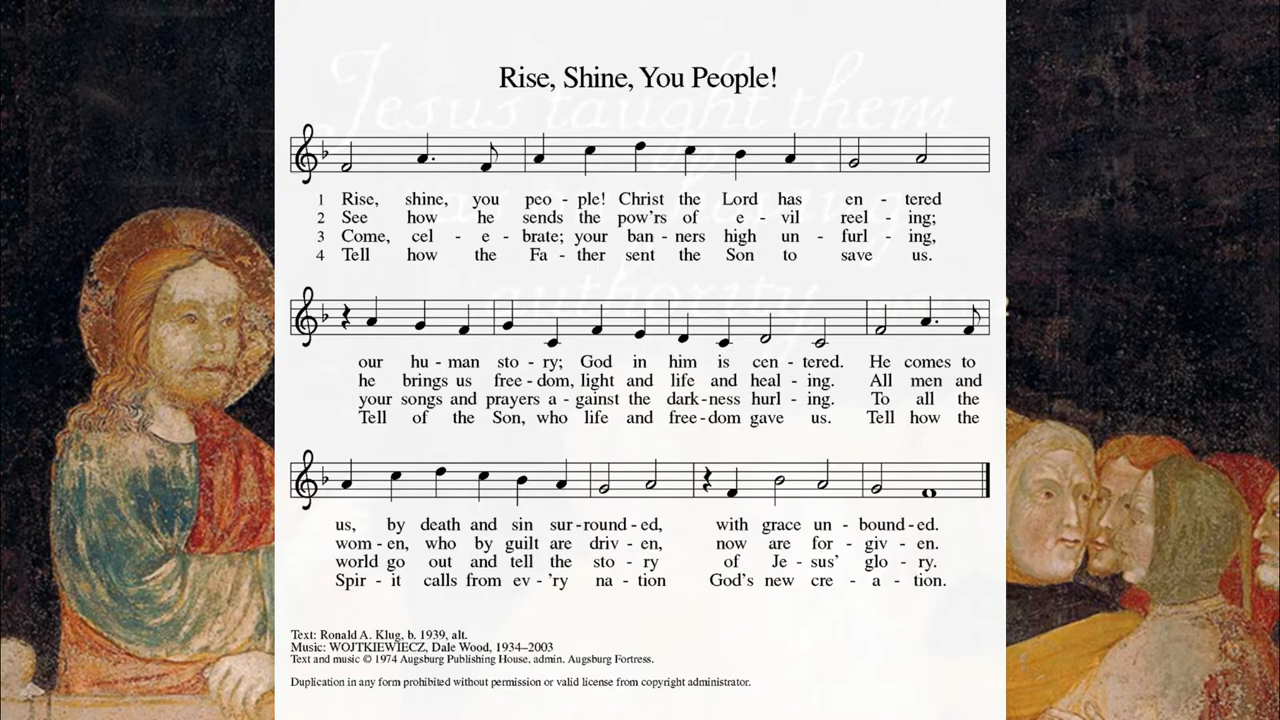 Jesus taught them
as having
authority
Rise, Shine, You People!
1 Rise, shine, you peo - ple! Christ the Lord has en - tered
2 See how he sends the pow'rs of e - vil reel - ing;
3 Come, cel - e - brate; your ban - ners high un - furl - ing,
4 Tell how the Fa - ther sent the Son to save us.
our hu - man sto - ry; God in him is cen - tered. He comes to
he brings us free - dom, light and life and heal - ing. All men and
your songs and prayers a - gainst the dark - ness hurl - ing. To all the
Tell of the Son, who life and free - dom gave us. Tell how the
us, by death and sin sur - round - ed, with grace un - bound - ed.
wom - en, who by guilt are driv - en, now are for - giv - en.
world go out and tell the sto - ry of Je - sus' glo - ry.
Spir - it calls from ev - 'ry na - tion God's new cre - a - tion.
Text: Ronald A. Klug, b. 1939, alt.
Music: WOJTKIEWIECZ, Dale Wood, 1934–2003
Text and music © 1974 Augsburg Publishing House, admin. Augsburg Fortress.
Duplication in any form prohibited without permission or valid license from copyright administrator.